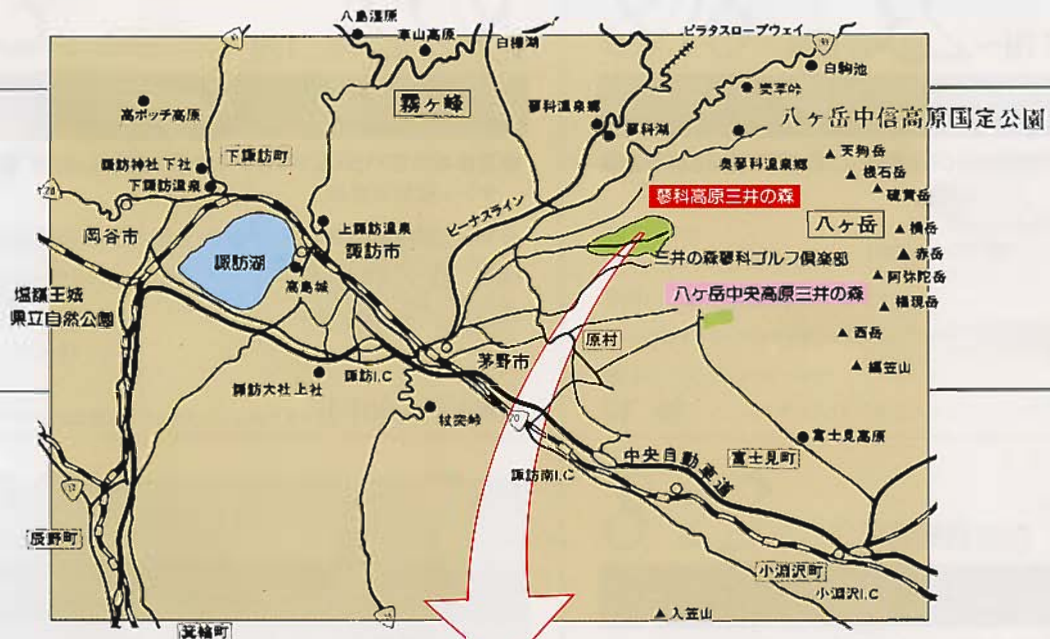 八島湿原
車山高原
白樺湖
ピラタスロープウェイ
白駒池
麦草峠
高ボッチ高原
霧ヶ峰
蓼科温泉郷
蓼科湖
八ヶ岳中信高原国定公園
諏訪神社下社
下諏訪町
下諏訪温泉
奥蓼科温泉郷
天狗岳
根石岳
硫黄岳
蓼科高原三井の森
八ヶ岳
横岳
岡谷市
上諏訪温泉
諏訪市
ビーナスライン
諏訪湖
高島城
三井の森蓼科ゴルフ倶楽部
赤岳
阿弥陀岳
塩嶺王城
県立自然公園
八ヶ岳中央高原三井の森
権現岳
原村
西岳
茅野市
編笠山
諏訪I.C
諏訪大社上社
杖突峠
20
富士見高原
中央自動車道
富士見町
諏訪南I.C
辰野町
小淵沢町
小淵沢I.C
入笠山
箕輪町